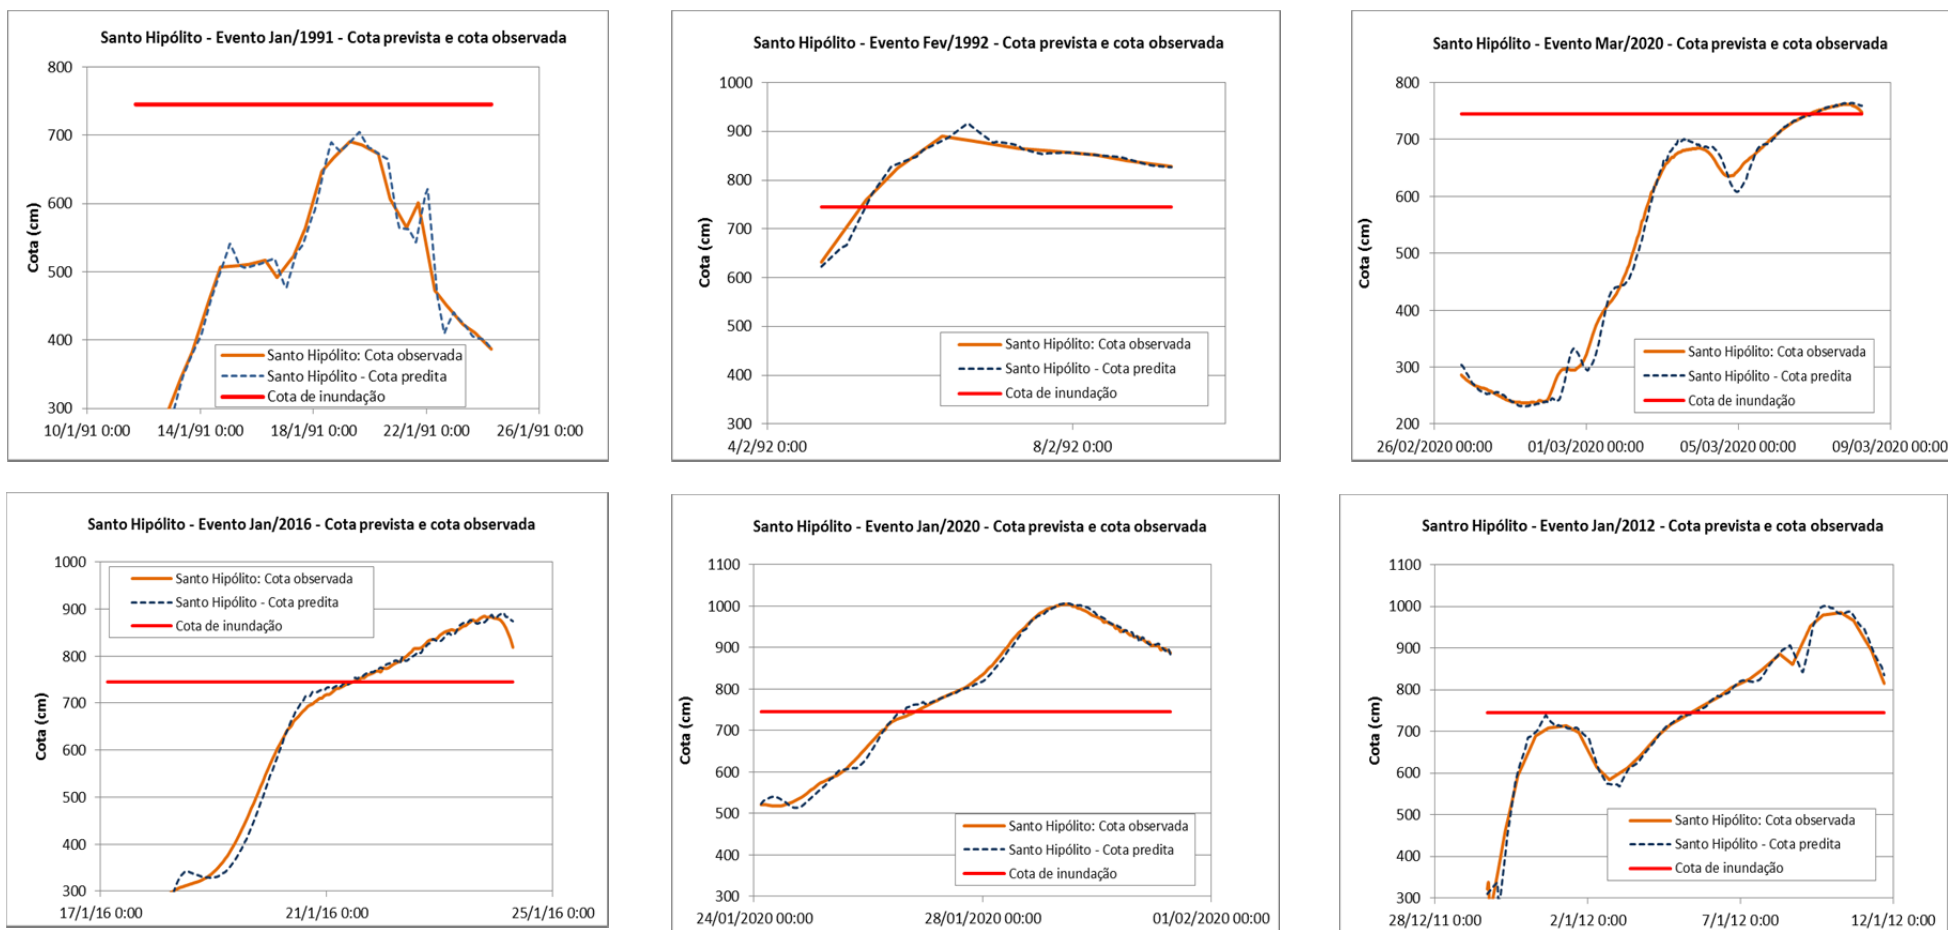 Santo Hipólito - Evento Jan/1991 - Cota prevista e cota observada
800
700
600
500
400
300
Cota (cm)
Santo Hipólito: Cota observada
Santo Hipólito - Cota predita
Cota de inundação
10/1/91 0:00
14/1/91 0:00
18/1/91 0:00
22/1/91 0:00
26/1/91 0:00
Santo Hipólito - Evento Fev/1992 - Cota prevista e cota observada
1000
900
800
700
600
500
400
300
Cota (cm)
Santo Hipólito: Cota observada
Santo Hipólito - Cota predita
Cota de inundação
4/2/92 0:00
8/2/92 0:00
Santo Hipólito - Evento Mar/2020 - Cota prevista e cota observada
800
700
600
500
400
300
200
Cota (cm)
Santo Hipólito: Cota observada
Santo Hipólito - Cota predita
Cota de inundação
26/02/2020 00:00
01/03/2020 00:00
05/03/2020 00:00
09/03/2020 00:00
Santo Hipólito - Evento Jan/2016 - Cota prevista e cota observada
1000
900
800
700
600
500
400
300
Cota (cm)
Santo Hipólito: Cota observada
Santo Hipólito - Cota predita
Cota de inundação
17/1/16 0:00
21/1/16 0:00
25/1/16 0:00
Santo Hipólito - Evento Jan/2020 - Cota prevista e cota observada
1100
1000
900
800
700
600
500
400
300
Cota (cm)
Santo Hipólito: Cota observada
Santo Hipólito - Cota predita
Cota de inundação
24/01/2020 00:00
28/01/2020 00:00
01/02/2020 00:00
Santro Hipólito - Evento Jan/2012 - Cota prevista e cota observada
1100
1000
900
800
700
600
500
400
300
Cota (cm)
Santo Hipólito: Cota observada
Santo Hipólito - Cota predita
Cota de inundação
28/12/11 0:00
2/1/12 0:00
7/1/12 0:00
12/1/12 0:00